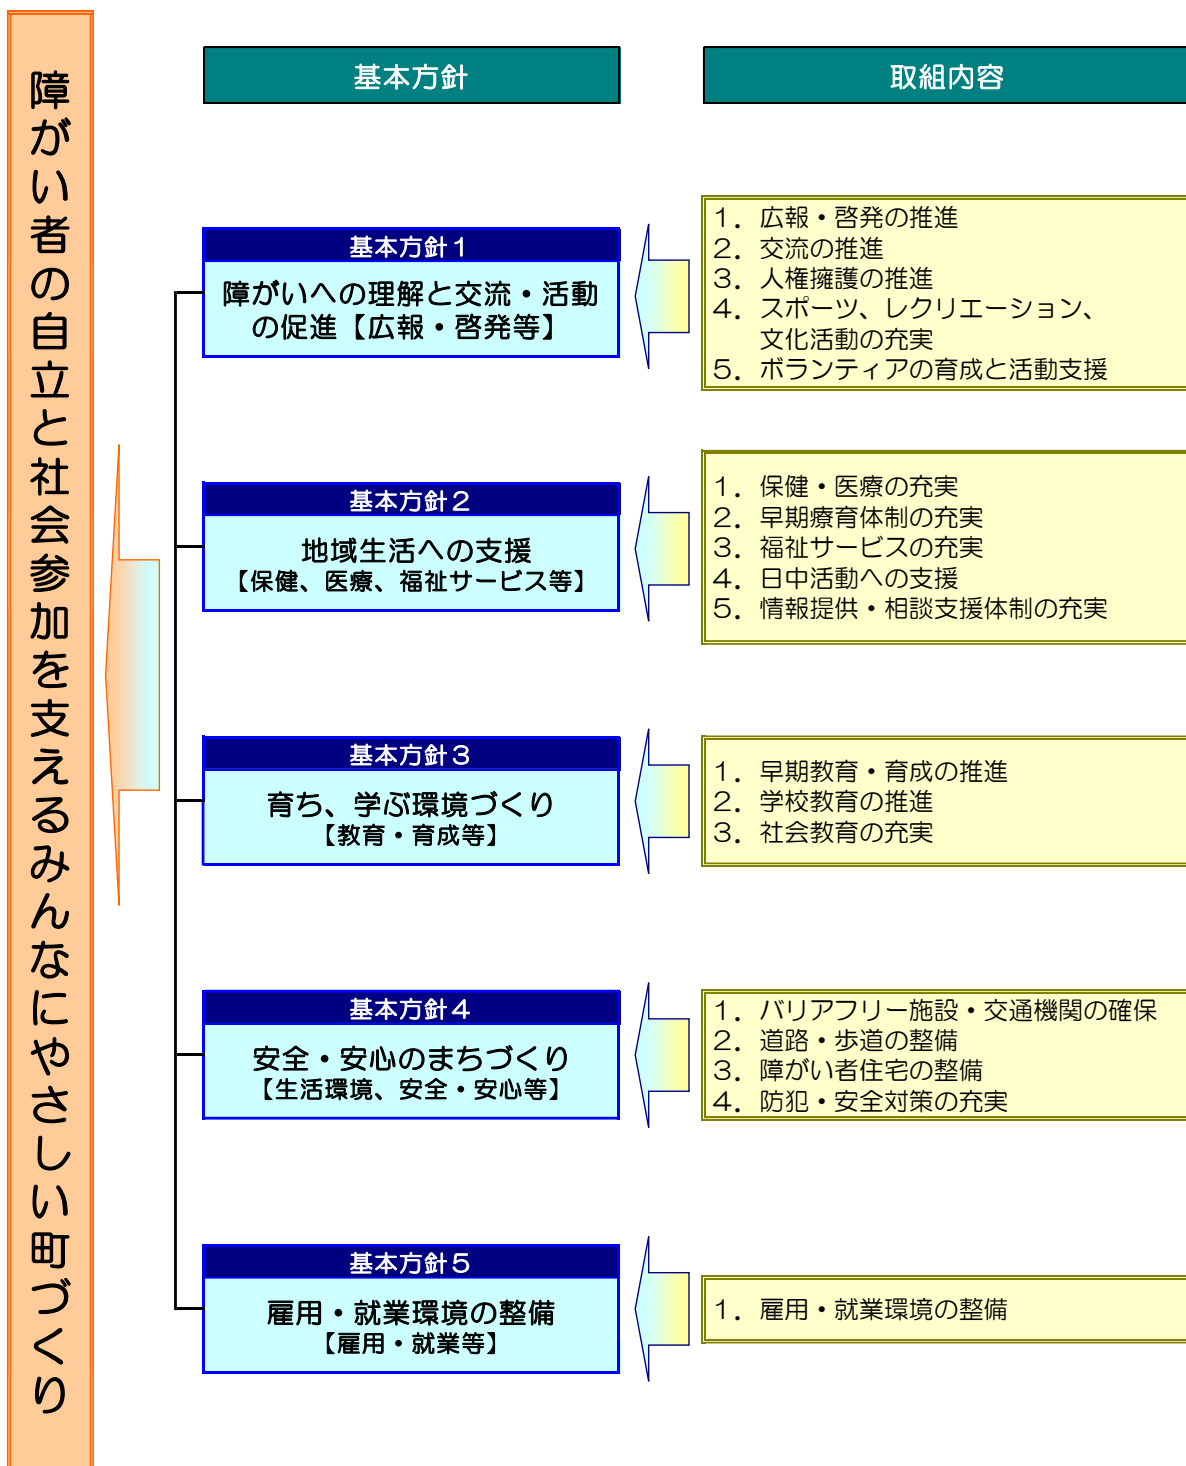 障がい者の自立と社会参加を支えるみんなにやさしい町づくり
基本方針
取組内容
基本方針1
障がいへの理解と交流・活動
の促進【広報・啓発等】
1．広報・啓発の推進
2．交流の推進
3．人権擁護の推進
4．スポーツ、レクリエーション、
文化活動の充実
5．ボランティアの育成と活動支援
基本方針2
地域生活への支援
【保健、医療、福祉サービス等】
1．保健・医療の充実
2．早期療育体制の充実
3．福祉サービスの充実
4．日中活動への支援
5．情報提供・相談支援体制の充実
基本方針3
育ち、学ぶ環境づくり
【教育・育成等】
1．早期教育・育成の推進
2．学校教育の推進
3．社会教育の充実
基本方針4
安全・安心のまちづくり
【生活環境、安全・安心等】
1．バリアフリー施設・交通機関の確保
2．道路・歩道の整備
3．障がい者住宅の整備
4．防犯・安全対策の充実
基本方針5
雇用・就業環境の整備
【雇用・就業等】
1．雇用・就業環境の整備